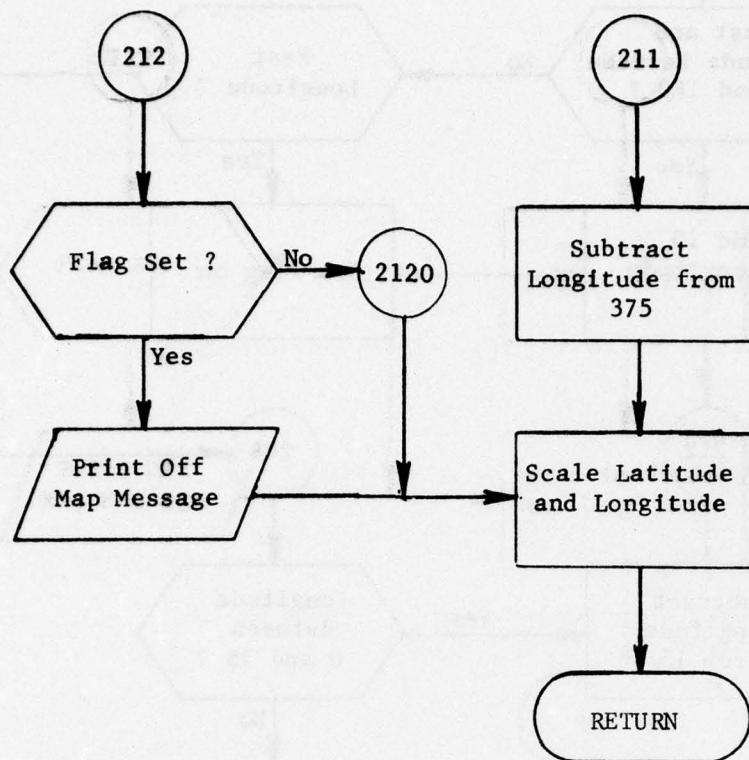 212
211
Flag Set ?
No
2120
Subtract
Longitude from
375
Yes
Print Off
Map Message
Scale Latitude
and Longitude
RETURN